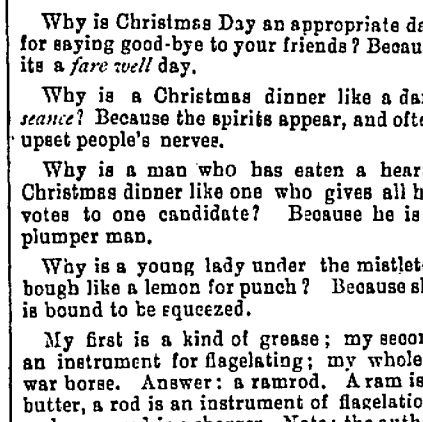 Why is Christmas Day an appropriate da
for saying good-bye to your friends? Becau
its a fare well day.
Why is a Christmas dinner like a da
seance? Because the spirits appear, and ofte
upset people's nerves.
Why is a man who has eaten a hear
Christmas dinner like one who gives all h
votes to one candidate? Because he is
plumper man.
Why is a young lady under the mistlet
bough like a lemon for punch? Because s
is bound to be squeezed.
My first is a kind of grease; my secon
an instrument for flagelating; my whole
war horse. Answer: a ramrod. A ram is
butter, a rod is an instrument of flagelatio